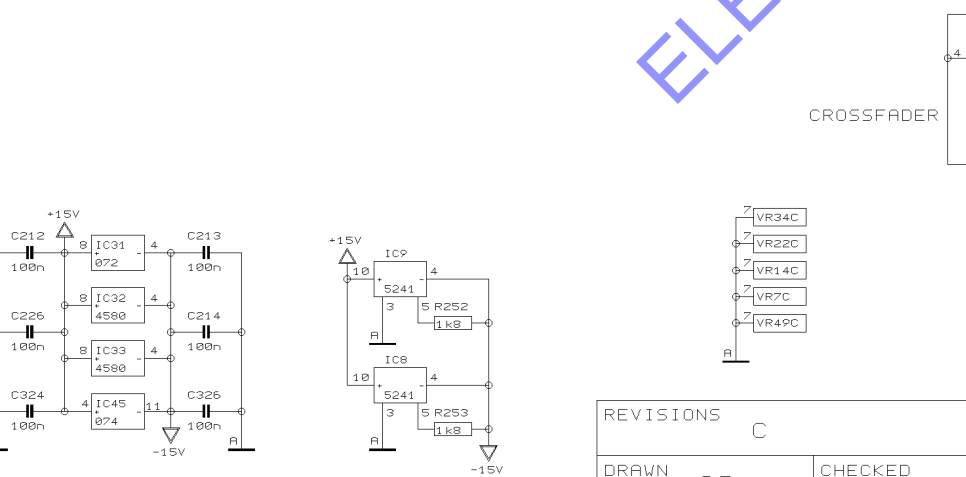 ELE
4
CROSSFADER
+15V
C212
100n
8 IC31 4
072
C213
100n
8 IC32 4
4580
C226
100n
C214
100n
8 IC33 4
4580
C324
100n
4 IC45 11
074
C326
100n
A
-15V
+15V
IC9
10 + - 4
5241
3
5 R252
1k8
A
IC8
10 + - 4
5241
3
5 R253
1k8
A
-15V
7 VR34C
7 VR22C
7 VR14C
7 VR7C
7 VR49C
A
REVISIONS
C
DRAWN
CHECKED